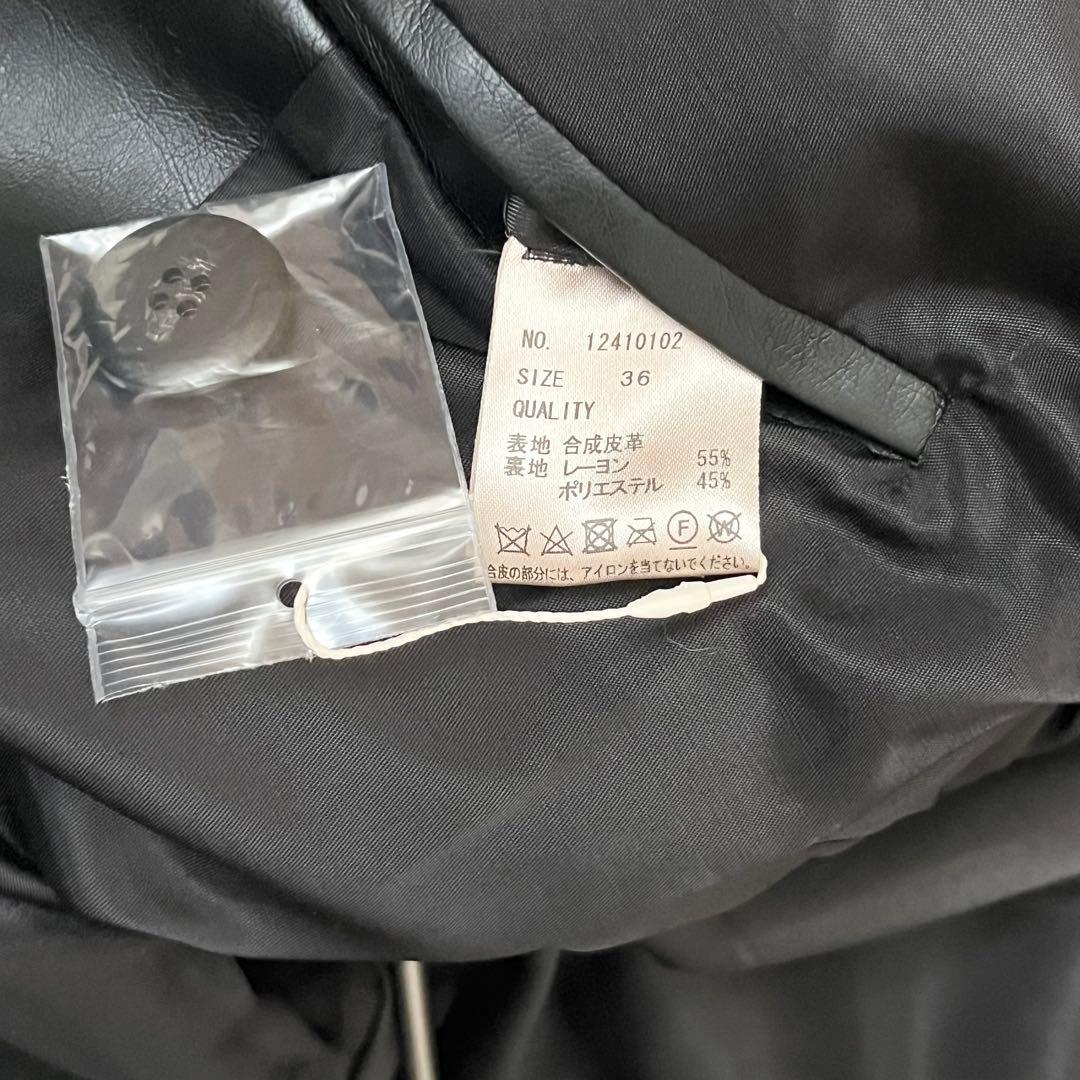 NO. 12410102
SIZE 36
QUALITY
表地 合成皮革
裏地 レーヨン 55%
ポリエステル 45%
F W
合皮の部分には、アイロンを当てないでください。